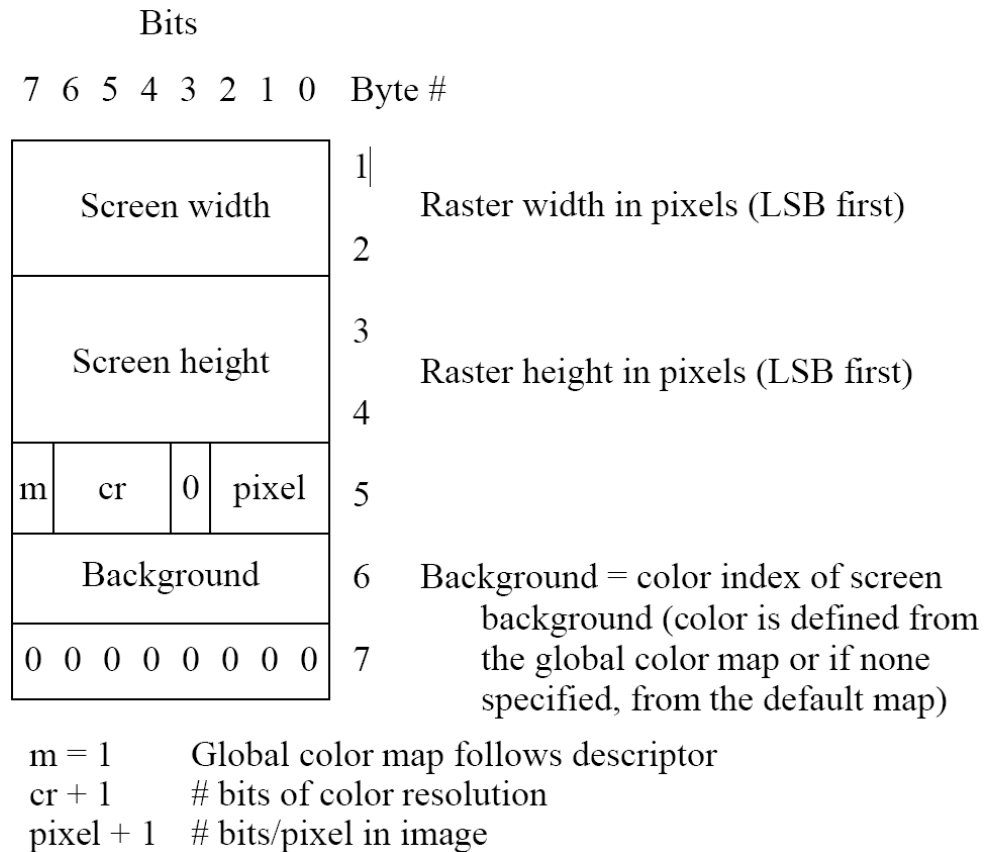 Bits
7 6 5 4 3 2 1 0 Byte #
1
Screen width Raster width in pixels (LSB first)
2
3
Screen height Raster height in pixels (LSB first)
4
m cr 0 pixel 5
Background 6 Background = color index of screen
background (color is defined from
0 0 0 0 0 0 0 0 7 the global color map or if none
specified, from the default map)
m = 1 Global color map follows descriptor
cr + 1 # bits of color resolution
pixel + 1 # bits/pixel in image